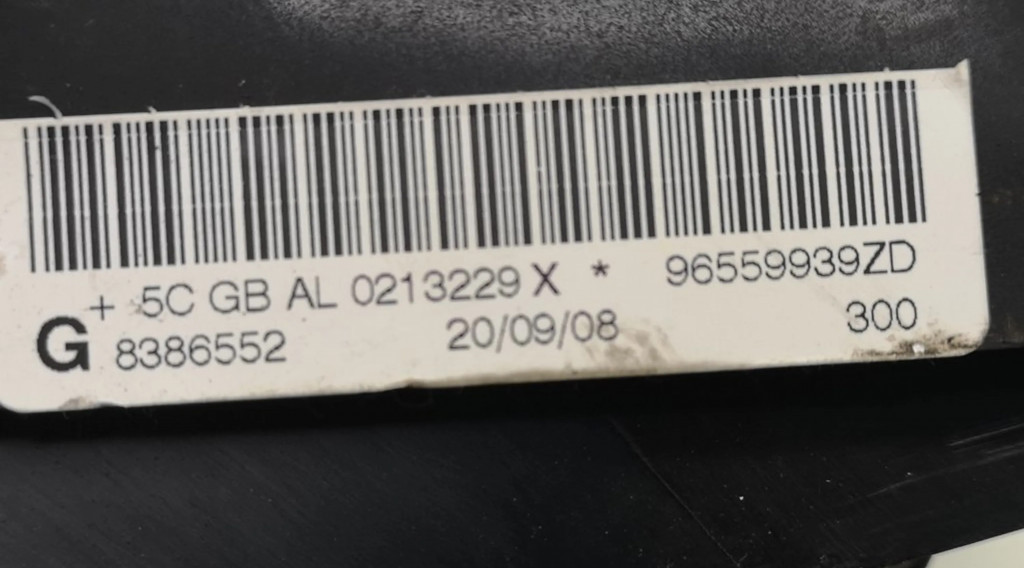 + 5C GB AL 0213229 X * 96559939ZD
G 8386552 20/09/08 300